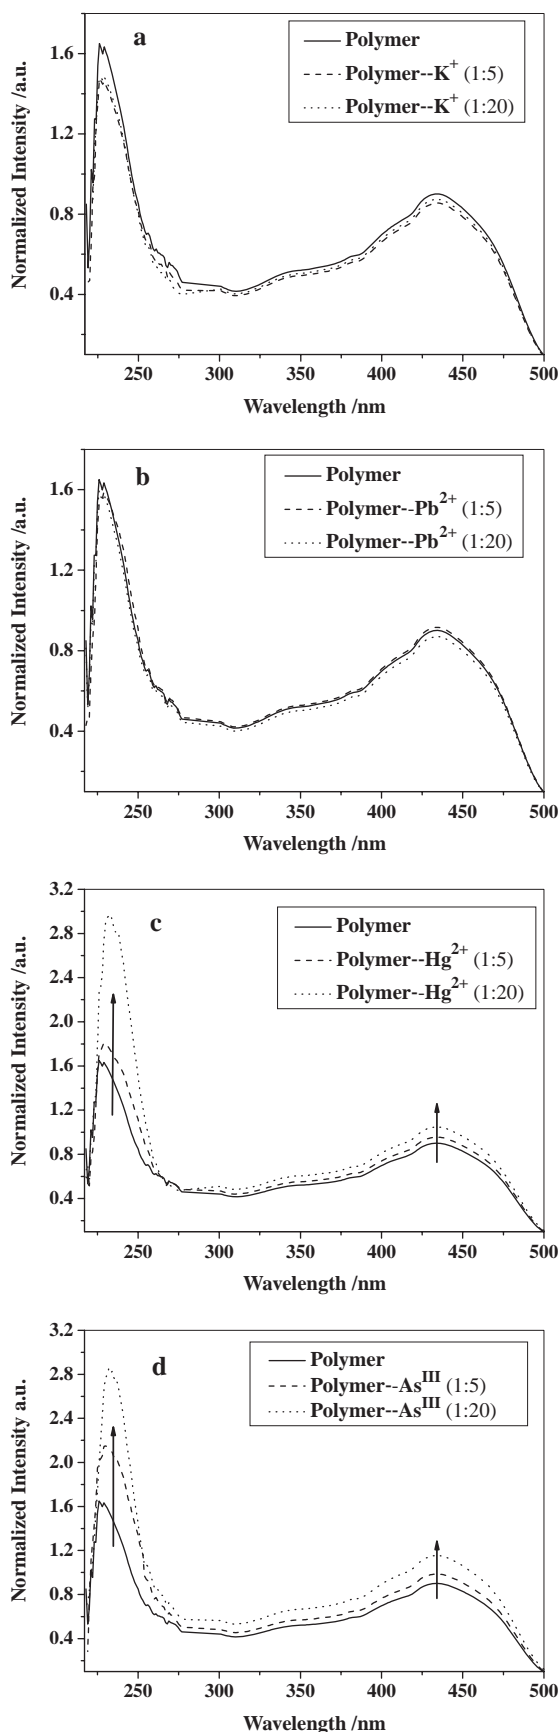 a
Polymer
Polymer--K⁺ (1:5)
Polymer--K⁺ (1:20)
Normalized Intensity /a.u.
1.6
1.2
0.8
0.4
250 300 350 400 450 500
Wavelength /nm
b
Polymer
Polymer--Pb²⁺ (1:5)
Polymer--Pb²⁺ (1:20)
Normalized Intensity /a.u.
1.6
1.2
0.8
0.4
250 300 350 400 450 500
Wavelength /nm
c
Polymer
Polymer--Hg²⁺ (1:5)
Polymer--Hg²⁺ (1:20)
Normalized Intensity /a.u.
3.2
2.8
2.4
2.0
1.6
1.2
0.8
0.4
250 300 350 400 450 500
Wavelength /nm
d
Polymer
Polymer--Asᴵᴵᴵ (1:5)
Polymer--Asᴵᴵᴵ (1:20)
Normalized Intensity a.u.
3.2
2.8
2.4
2.0
1.6
1.2
0.8
0.4
250 300 350 400 450 500
Wavelength /nm